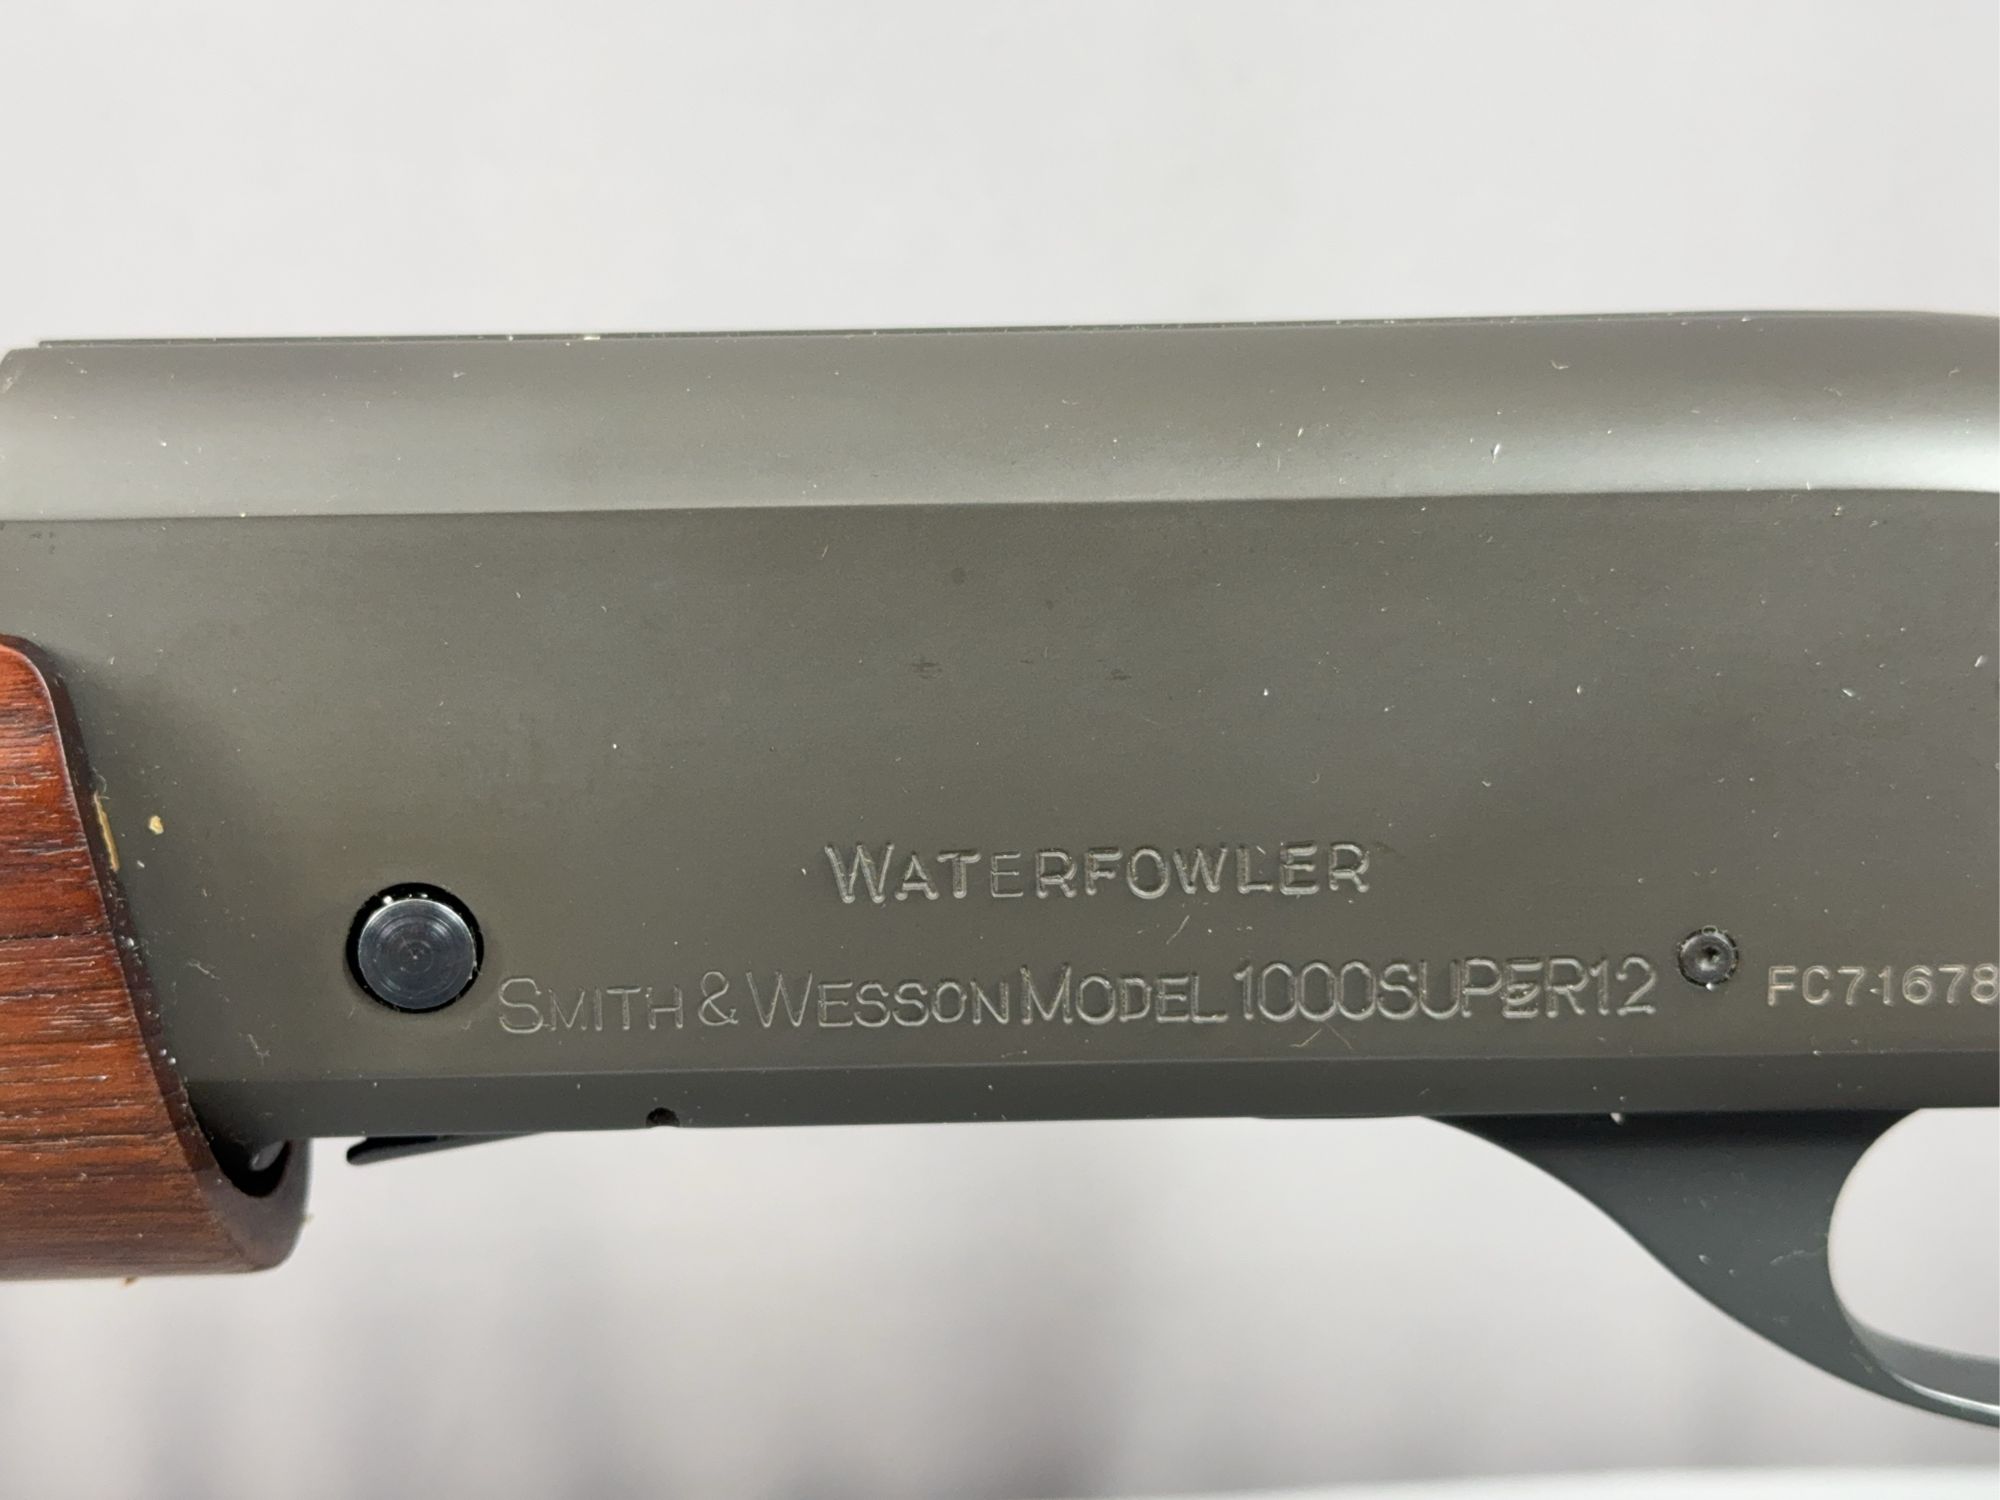 WATERFOWLER
SMITH & WESSON MODEL 1000SUPER12
FC71678